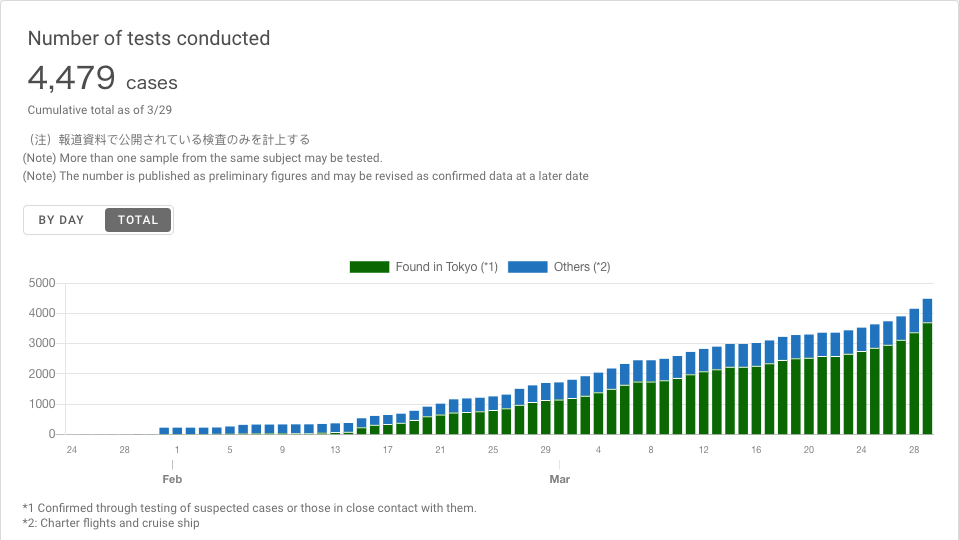 Number of tests conducted
4,479 cases
Cumulative total as of 3/29
（注）報道資料で公開されている検査のみを計上する
(Note) More than one sample from the same subject may be tested.
(Note) The number is published as preliminary figures and may be revised as confirmed data at a later date
BY DAY TOTAL
Found in Tokyo (*1) Others (*2)
5000
4000
3000
2000
1000
0
24 28 1 5 9 13 17 21 25 29 4 8 12 16 20 24 28
Feb Mar
*1 Confirmed through testing of suspected cases or those in close contact with them.
*2: Charter flights and cruise ship